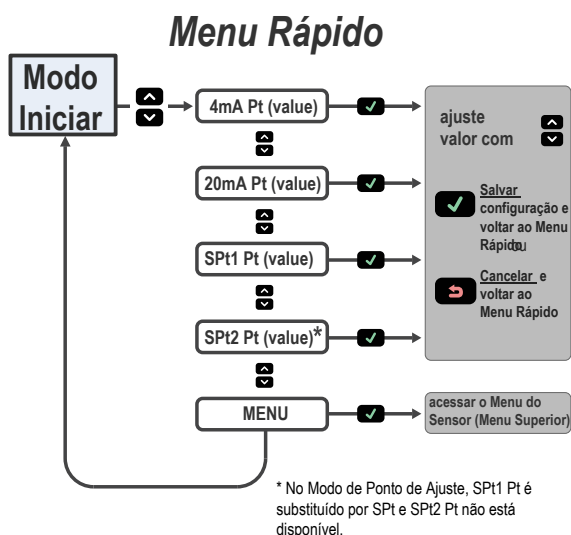 Menu Rápido
Modo
Iniciar
4mA Pt (value)
20mA Pt (value)
SPt1 Pt (value)
SPt2 Pt (value)*
MENU
ajuste
valor com
Salvar
configuração e
voltar ao Menu
Rápido
ou
Cancelar e
voltar ao
Menu Rápido
acessar o Menu do
Sensor (Menu Superior)
* No Modo de Ponto de Ajuste, SPt1 Pt é
substituído por SPt e SPt2 Pt não está
disponível.